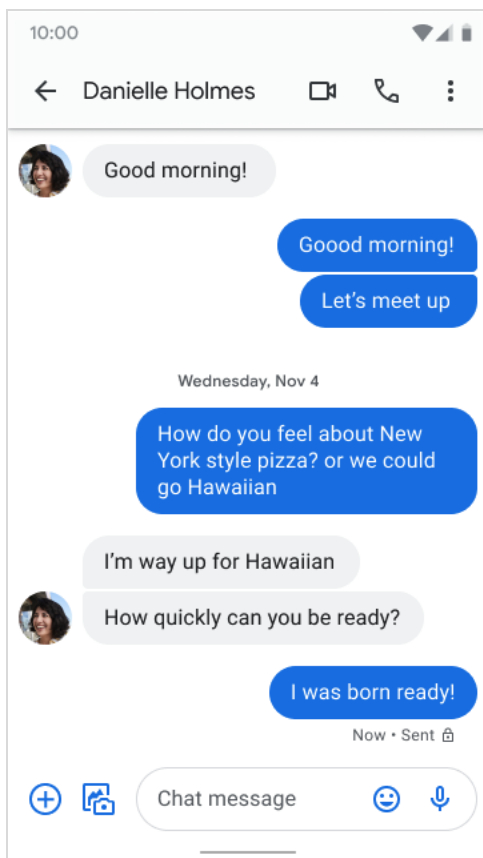 10:00
Danielle Holmes
Good morning!
Goood morning!
Let’s meet up
Wednesday, Nov 4
How do you feel about New
York style pizza? or we could
go Hawaiian
I’m way up for Hawaiian
How quickly can you be ready?
I was born ready!
Now • Sent
Chat message